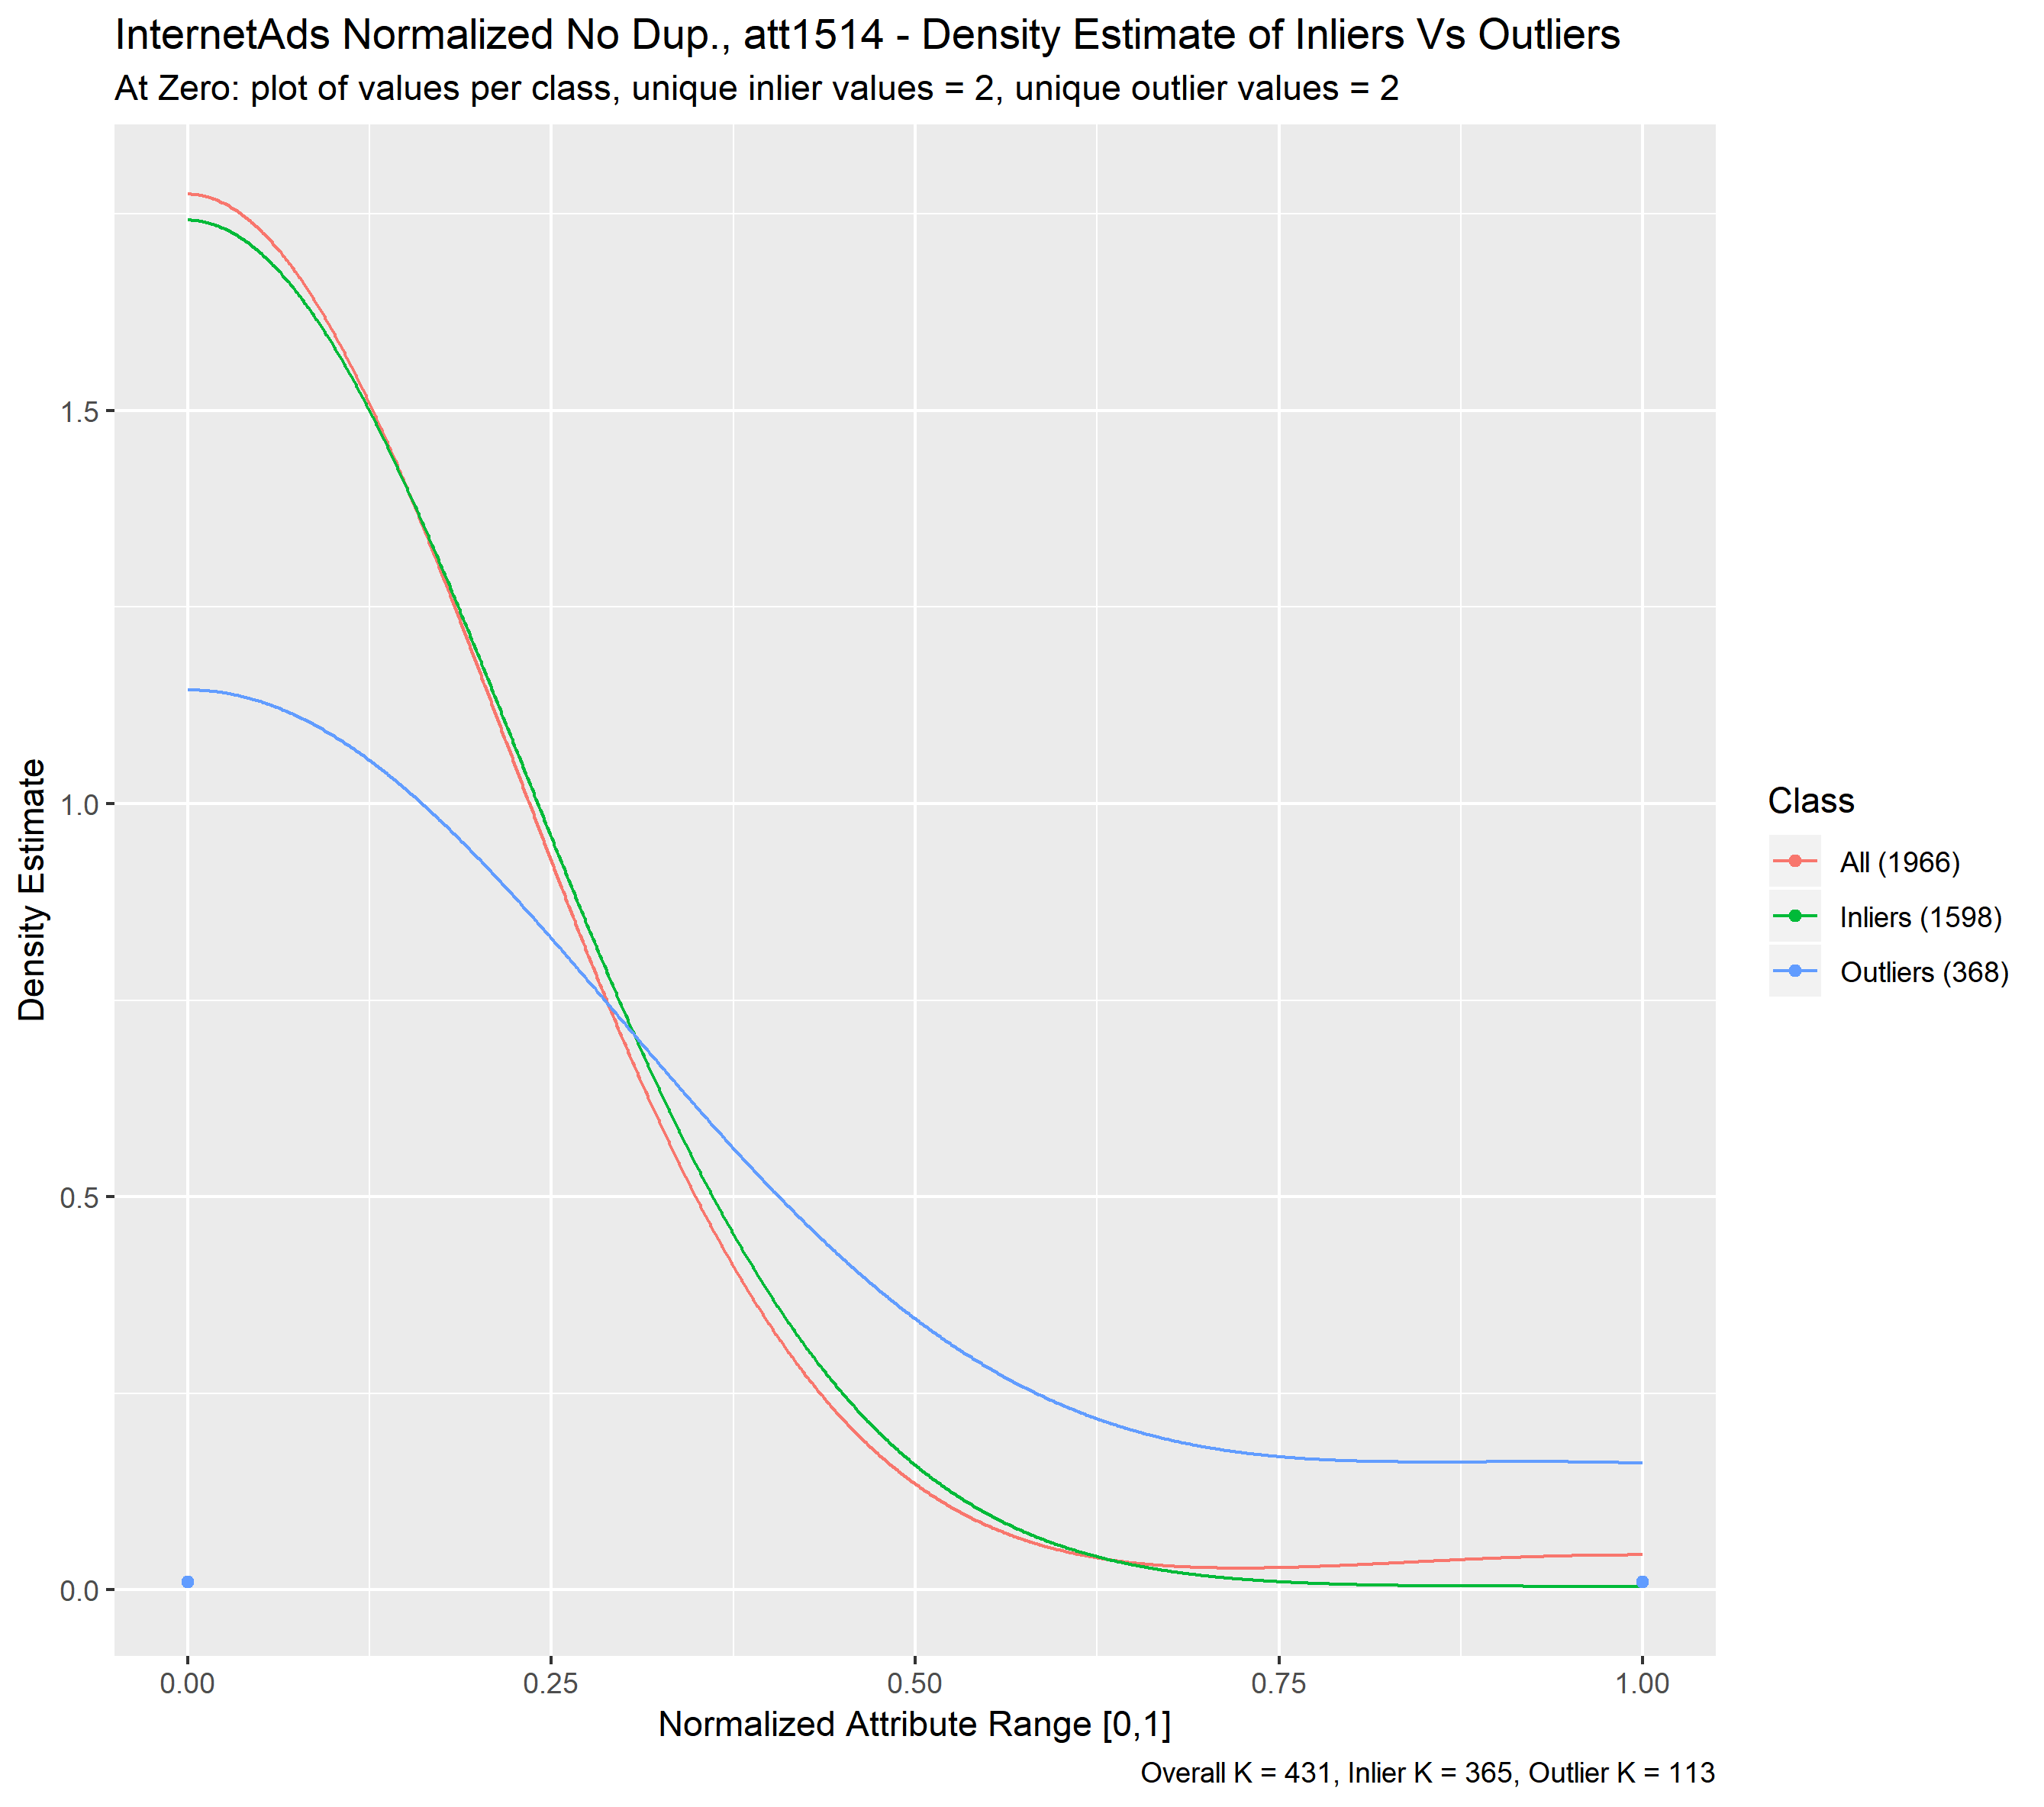 InternetAds Normalized No Dup., att1514 - Density Estimate of Inliers Vs Outliers
At Zero: plot of values per class, unique inlier values = 2, unique outlier values = 2
Density Estimate
1.5
1.0
0.5
0.0
0.00
0.25
0.50
0.75
1.00
Normalized Attribute Range [0,1]
Overall K = 431, Inlier K = 365, Outlier K = 113
Class
All (1966)
Inliers (1598)
Outliers (368)